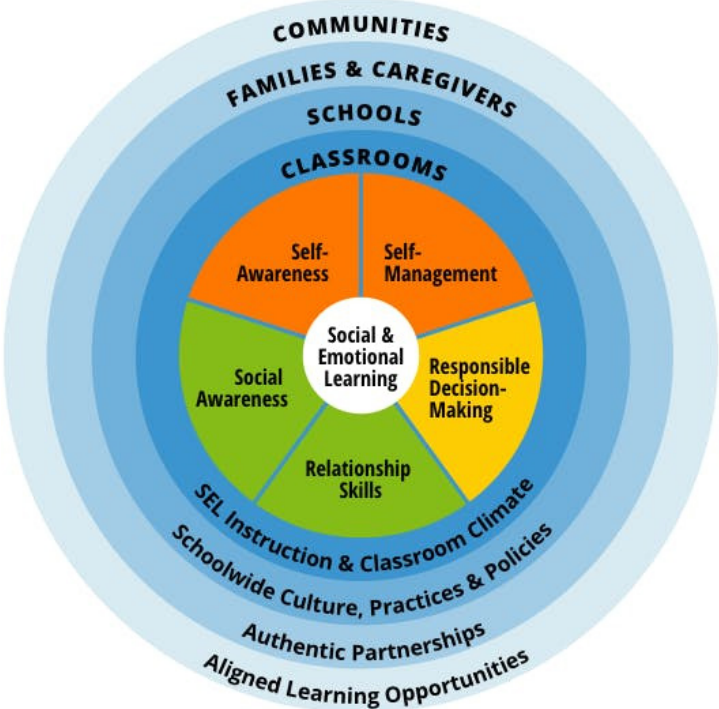 COMMUNITIES
FAMILIES & CAREGIVERS
SCHOOLS
CLASSROOMS
Self-
Awareness
Self-
Management
Social &
Emotional
Learning
Social
Awareness
Responsible
Decision-
Making
Relationship
Skills
SEL Instruction & Classroom Climate
Schoolwide Culture, Practices & Policies
Authentic Partnerships
Aligned Learning Opportunities